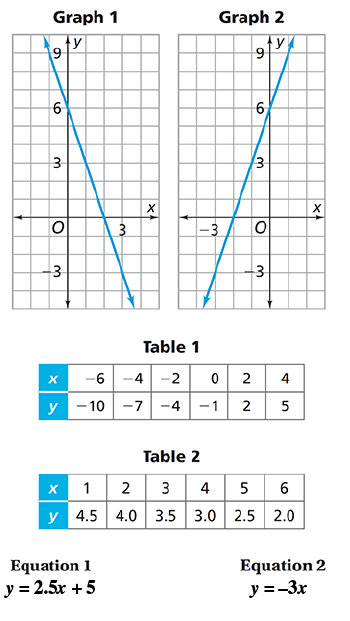 Graph 1 Graph 2
y y
9 9
6 6
3 3
x x
O 3 −3 O
−3 −3
Table 1
x −6 −4 −2 0 2 4
y −10 −7 −4 −1 2 5
Table 2
x 1 2 3 4 5 6
y 4.5 4.0 3.5 3.0 2.5 2.0
Equation 1 Equation 2
y = 2.5x + 5 y = –3x